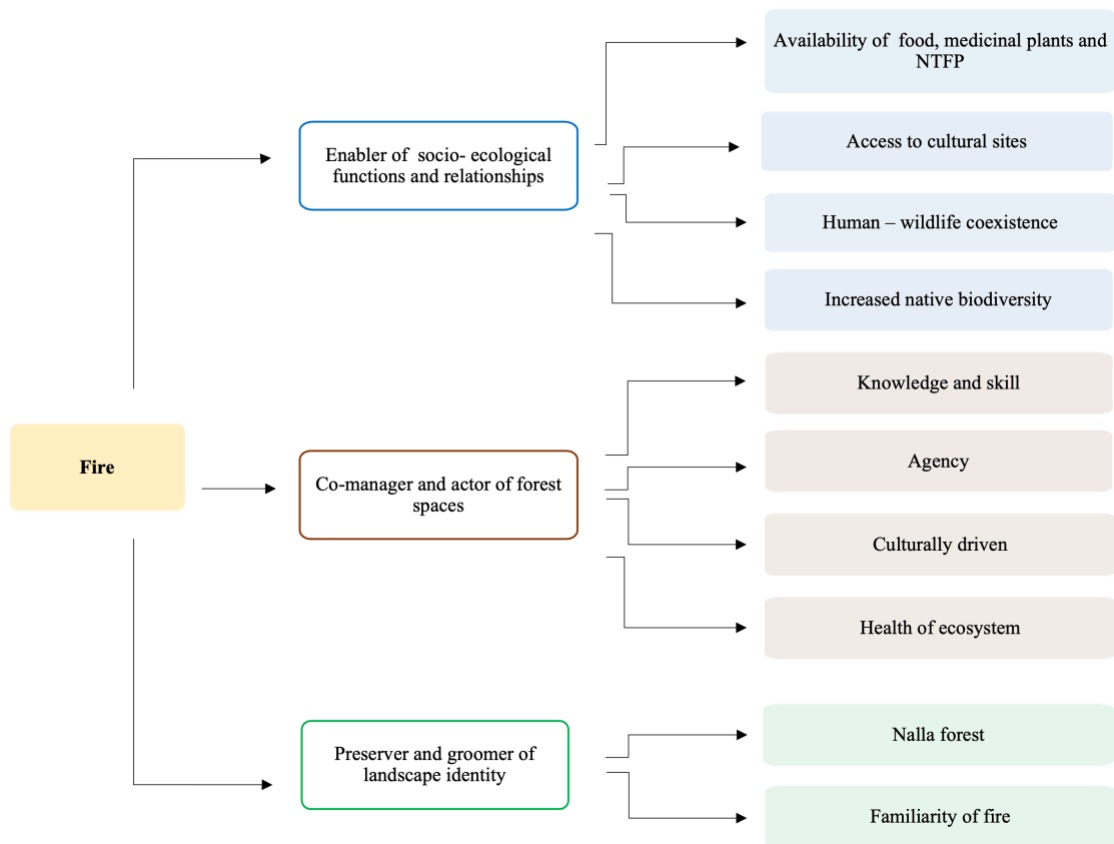 Fire
Enabler of  socio- ecological
functions and relationships
Availability of  food, medicinal plants and
NTFP
Access to cultural sites
Human – wildlife coexistence
Increased native biodiversity
Co-manager and actor of forest
spaces
Knowledge and skill
Agency
Culturally driven
Health of ecosystem
Preserver and groomer of
landscape identity
Nalla forest
Familiarity of fire